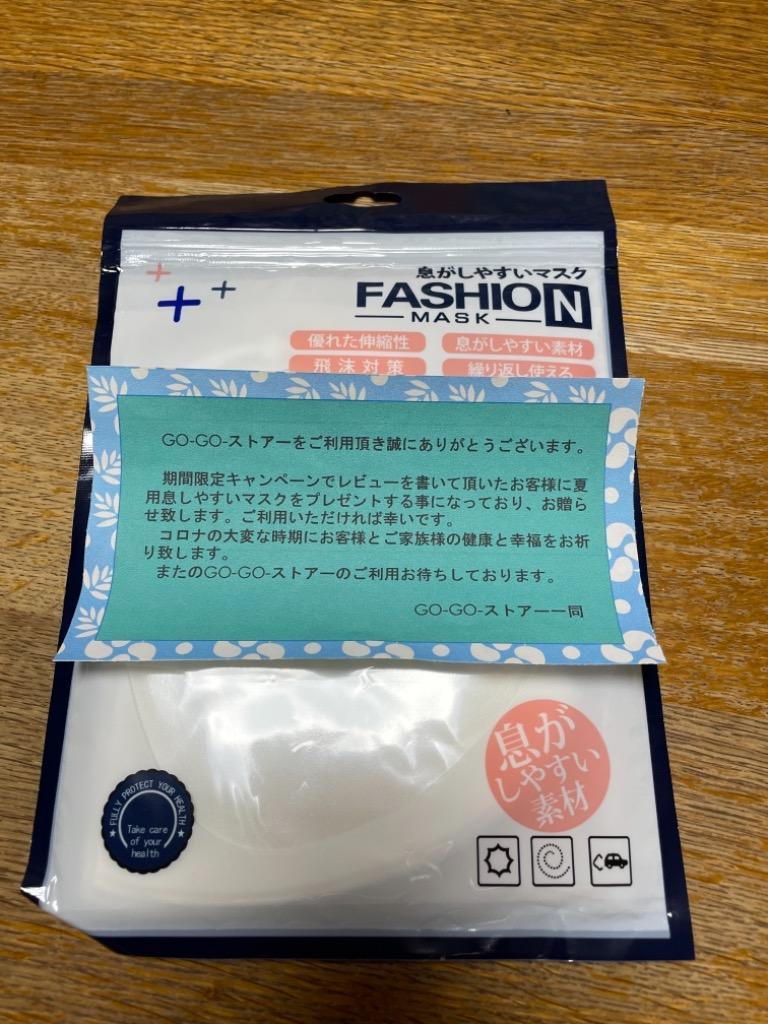 息がしやすいマスク
FASHION
MASK
優れた伸縮性 息がしやすい素材
飛沫対策 繰り返し使える
GO-GO-ストアーをご利用頂き誠にありがとうございます。
期間限定キャンペーンでレビューを書いて頂いたお客様に夏
用息しやすいマスクをプレゼントする事になっており、お贈ら
せ致します。ご利用いただければ幸いです。
コロナの大変な時期にお客様とご家族様の健康と幸福をお祈
り致します。
またのGO-GO-ストアーのご利用お待ちしております。
GO-GO-ストアー一同
息が
しやすい
素材
FULLY PROTECT YOUR HEALTH
Take care
of your
health